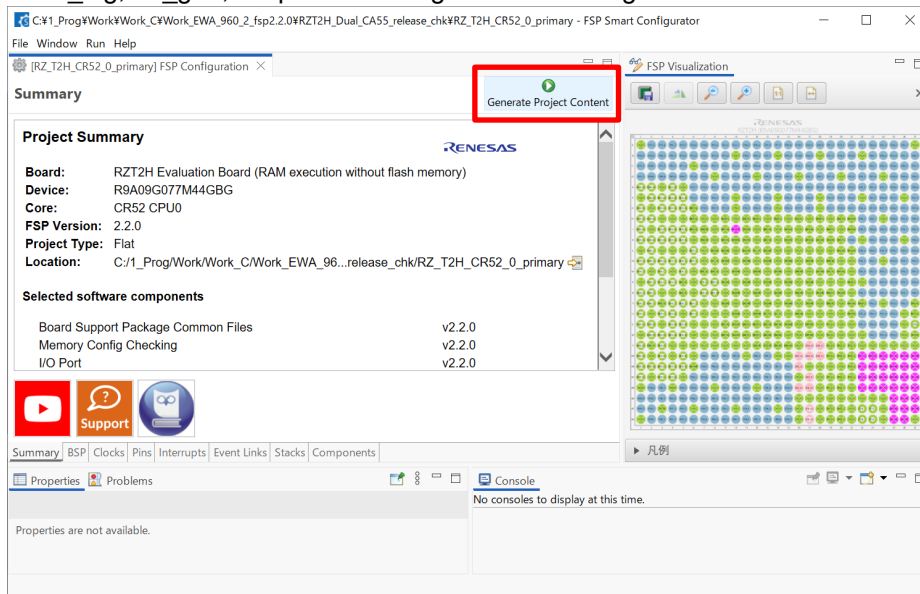 C:¥1_Prog¥Work¥Work_C¥Work_EWA_960_2_fsp2.2.0¥RZT2H_Dual_CA55_release_chk¥RZ_T2H_CR52_0_primary - FSP Smart Configurator
File Window Run Help
[RZ_T2H_CR52_0_primary] FSP Configuration
FSP Visualization
Summary
Generate Project Content
Project Summary
RENESAS
Board: RZT2H Evaluation Board (RAM execution without flash memory)
Device: R9A09G077M44GBG
Core: CR52 CPU0
FSP Version: 2.2.0
Project Type: Flat
Location: C:/1_Prog/Work/Work_C/Work_EWA_96...release_chk/RZ_T2H_CR52_0_primary
Selected software components
Board Support Package Common Files v2.2.0
Memory Config Checking v2.2.0
I/O Port v2.2.0
RENESAS
Support
Summary BSP Clocks Pins Interrupts Event Links Stacks Components
凡例
Properties Problems
Console
No consoles to display at this time.
Properties are not available.